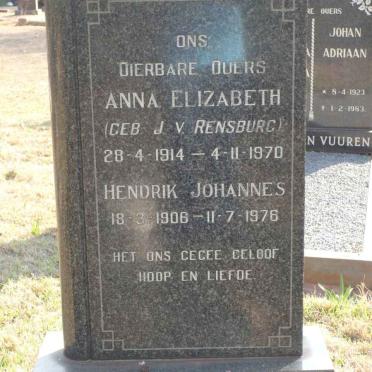 ONS
DIERBARE OUERS
ANNA ELIZABETH
(GEB J. V. RENSBURG)
28-4-1914 – 4-11-1970
HENDRIK JOHANNES
18-3-1906 – 11-7-1976
HET ONS GEGEE GELOOF
HOOP EN LIEFDE
OUERS
JOHAN
ADRIAAN
* 8-4-1923
† 1-2-1983
N VUUREN